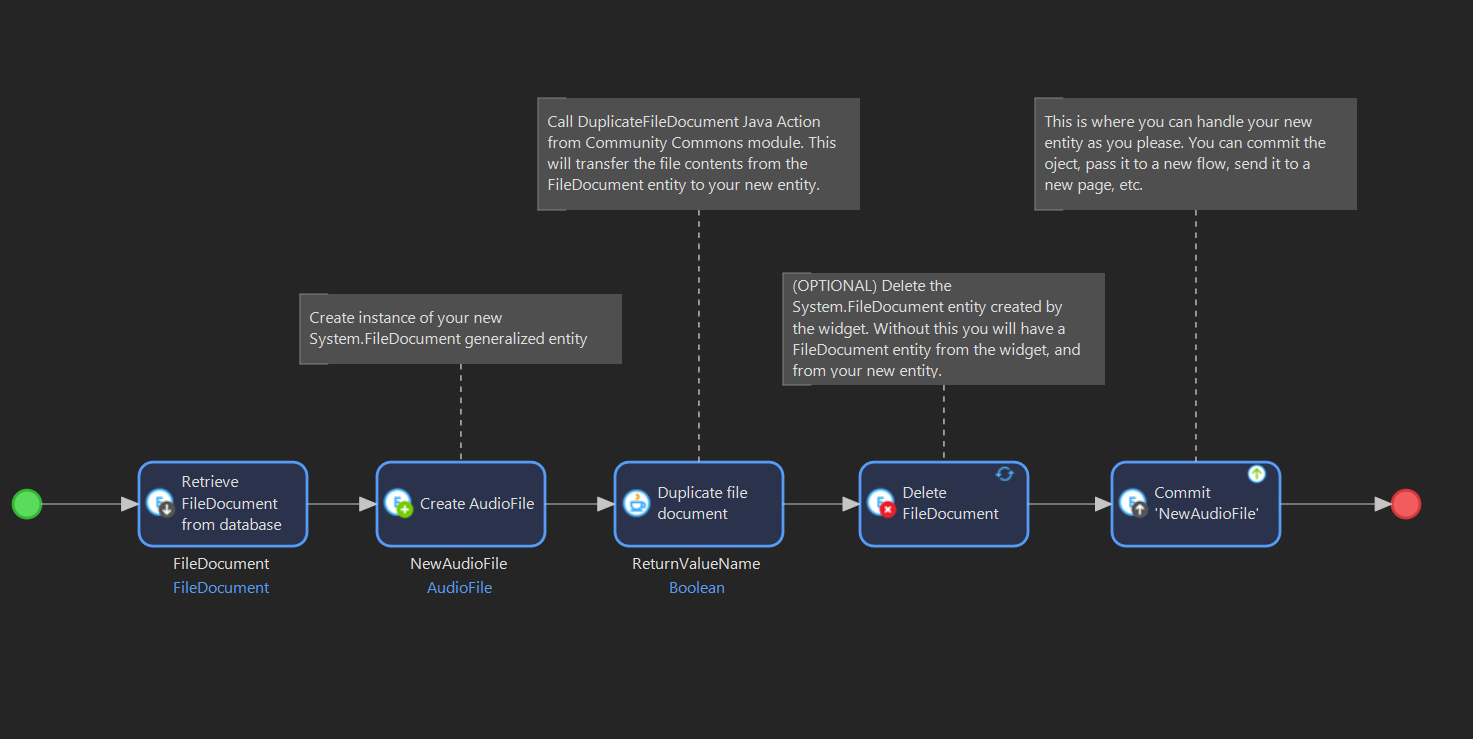 Call DuplicateFileDocument Java Action
from Community Commons module. This
will transfer the file contents from the
FileDocument entity to your new entity.
This is where you can handle your new
entity as you please. You can commit the
oject, pass it to a new flow, send it to a
new page, etc.
(OPTIONAL) Delete the
System.FileDocument entity created by
the widget. Without this you will have a
FileDocument entity from the widget, and
from your new entity.
Create instance of your new
System.FileDocument generalized entity
Retrieve
FileDocument
from database
FileDocument
FileDocument
Create AudioFile
NewAudioFile
AudioFile
Duplicate file
document
ReturnValueName
Boolean
Delete
FileDocument
Commit
'NewAudioFile'